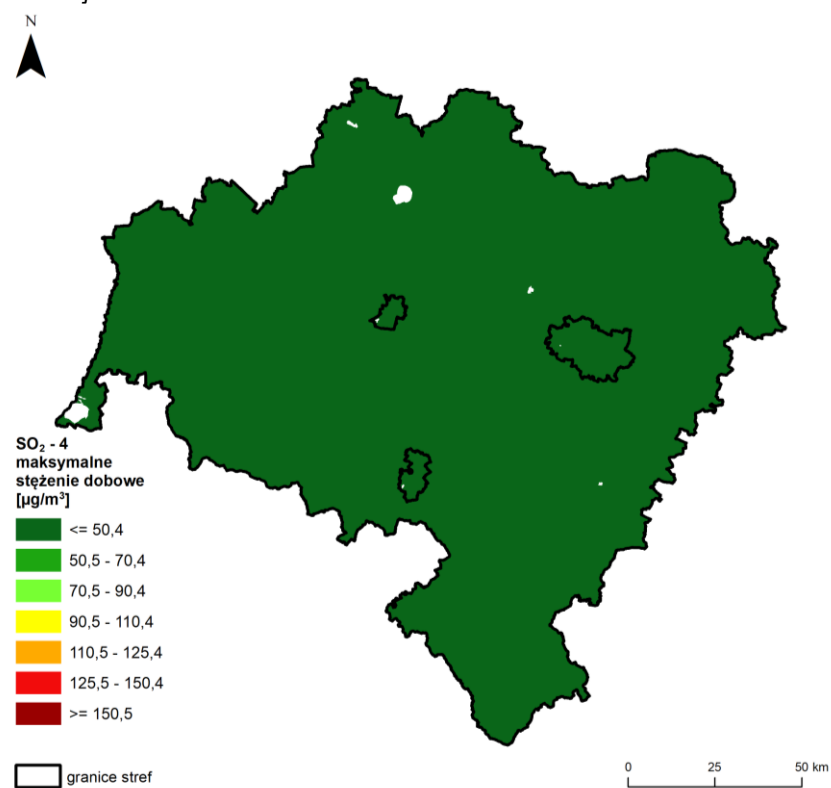 N
SO₂ - 4
maksymalne
stężenie dobowe
[µg/m³]
<= 50,4
50,5 - 70,4
70,5 - 90,4
90,5 - 110,4
110,5 - 125,4
125,5 - 150,4
>= 150,5
granice stref
0 25 50 km